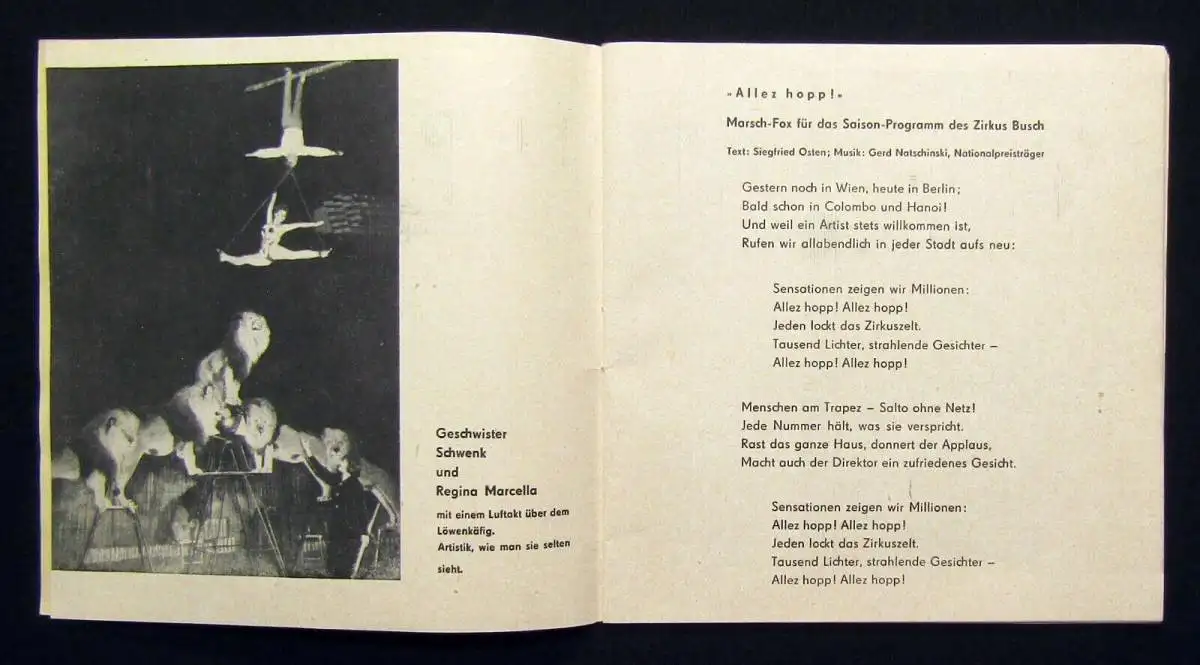 Geschwister
Schwenk
und
Regina Marcella
mit einem Luftakt über dem
Löwenkäfig.
Artistik, wie man sie selten
sieht.
»Allez hopp!«
Marsch-Fox für das Saison-Programm des Zirkus Busch
Text: Siegfried Osten; Musik: Gerd Natschinski, Nationalpreisträger
Gestern noch in Wien, heute in Berlin;
Bald schon in Colombo und Hanoi!
Und weil ein Artist stets willkommen ist,
Rufen wir allabendlich in jeder Stadt aufs neu:
Sensationen zeigen wir Millionen:
Allez hopp! Allez hopp!
Jeden lockt das Zirkuszelt.
Tausend Lichter, strahlende Gesichter –
Allez hopp! Allez hopp!
Menschen am Trapez – Salto ohne Netz!
Jede Nummer hält, was sie verspricht.
Rast das ganze Haus, donnert der Applaus,
Macht auch der Direktor ein zufriedenes Gesicht.
Sensationen zeigen wir Millionen:
Allez hopp! Allez hopp!
Jeden lockt das Zirkuszelt.
Tausend Lichter, strahlende Gesichter –
Allez hopp! Allez hopp!